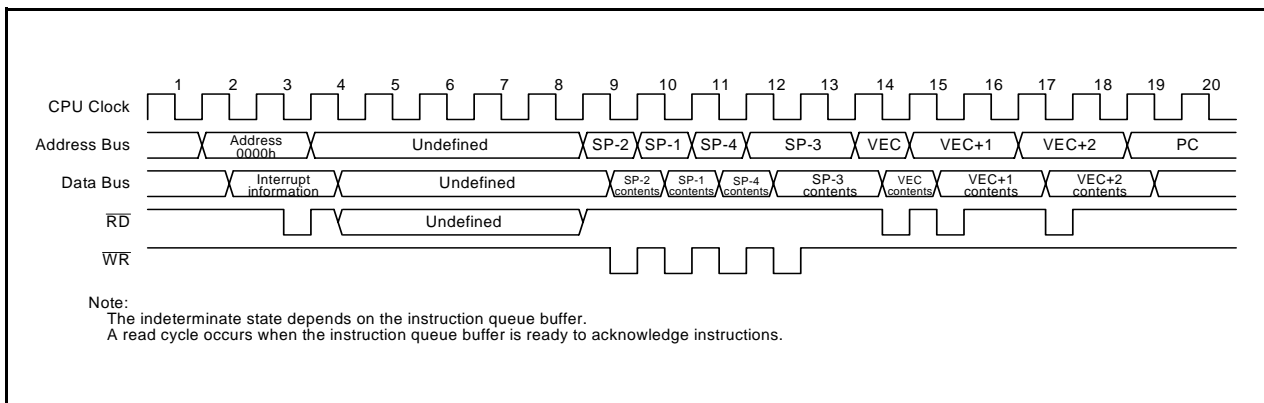 1 2 3 4 5 6 7 8 9 10 11 12 13 14 15 16 17 18 19 20
CPU Clock
Address Bus Address 0000h Undefined SP-2 SP-1 SP-4 SP-3 VEC VEC+1 VEC+2 PC
Data Bus Interrupt information Undefined SP-2 contents SP-1 contents SP-4 contents SP-3 contents VEC contents VEC+1 contents VEC+2 contents
RD Undefined
WR
Note:
The indeterminate state depends on the instruction queue buffer.
A read cycle occurs when the instruction queue buffer is ready to acknowledge instructions.